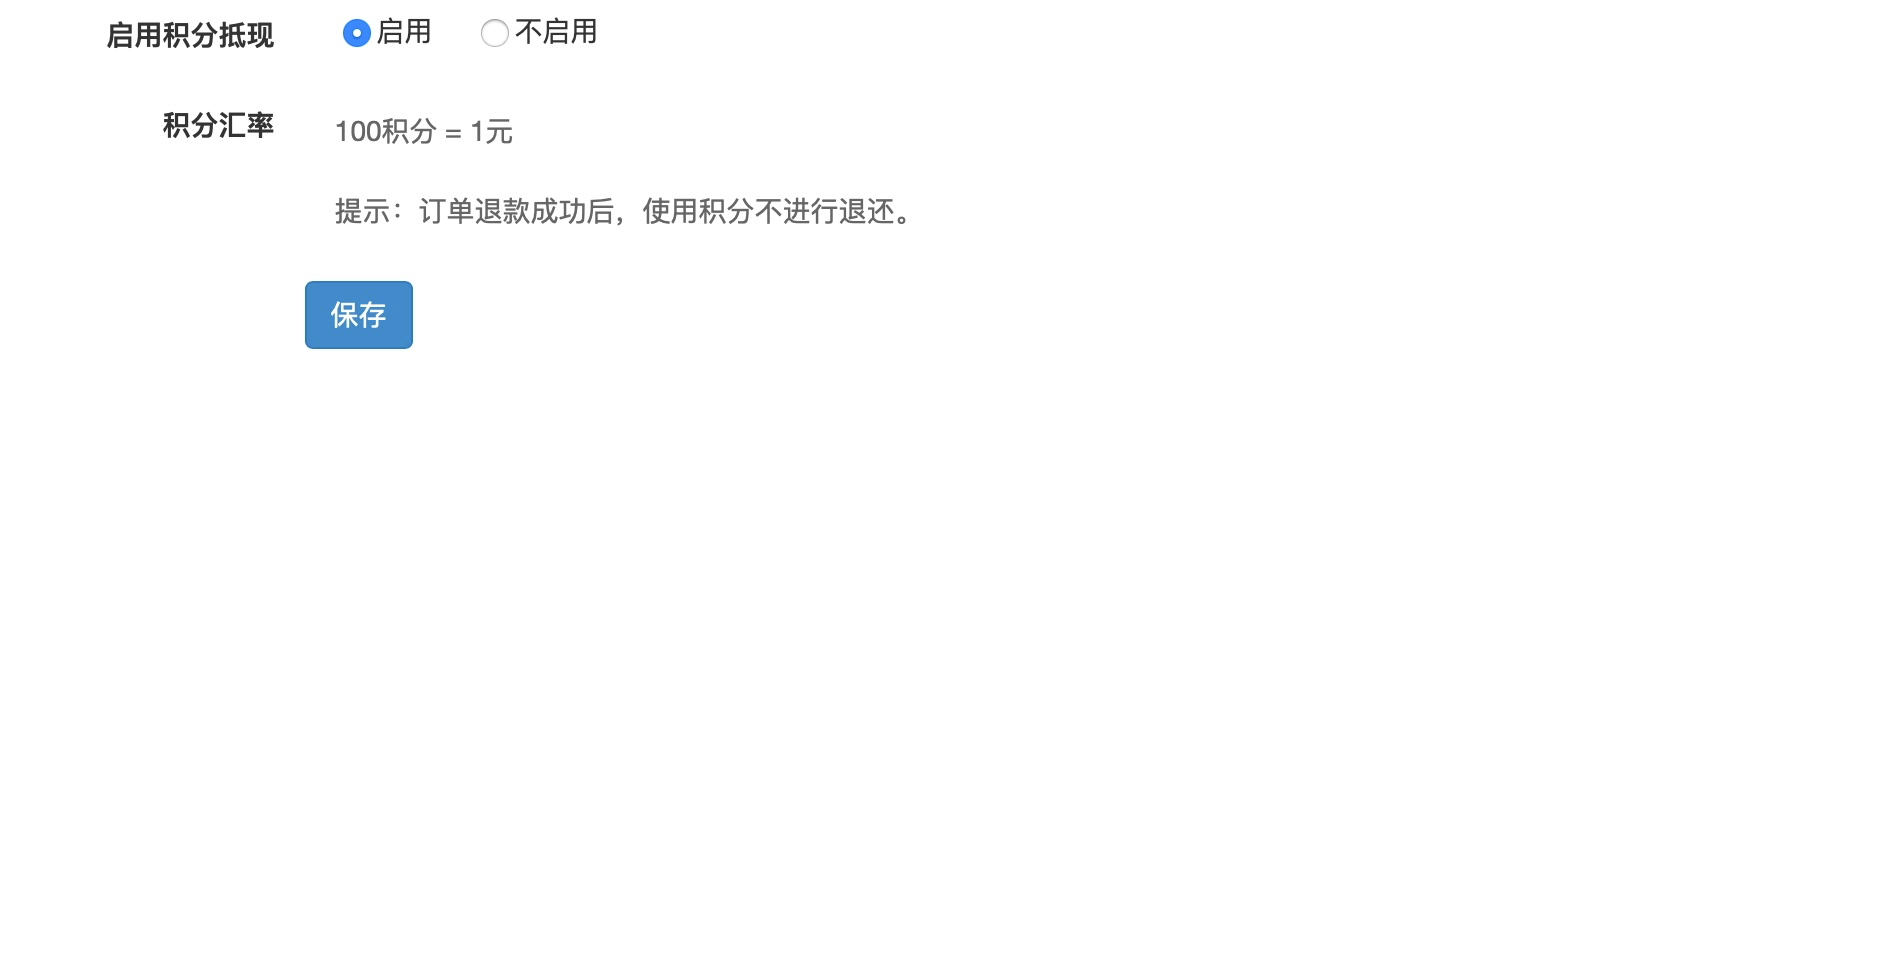 启用积分抵现 启用 不启用
积分汇率 100积分 = 1元
提示：订单退款成功后，使用积分不进行退还。
保存